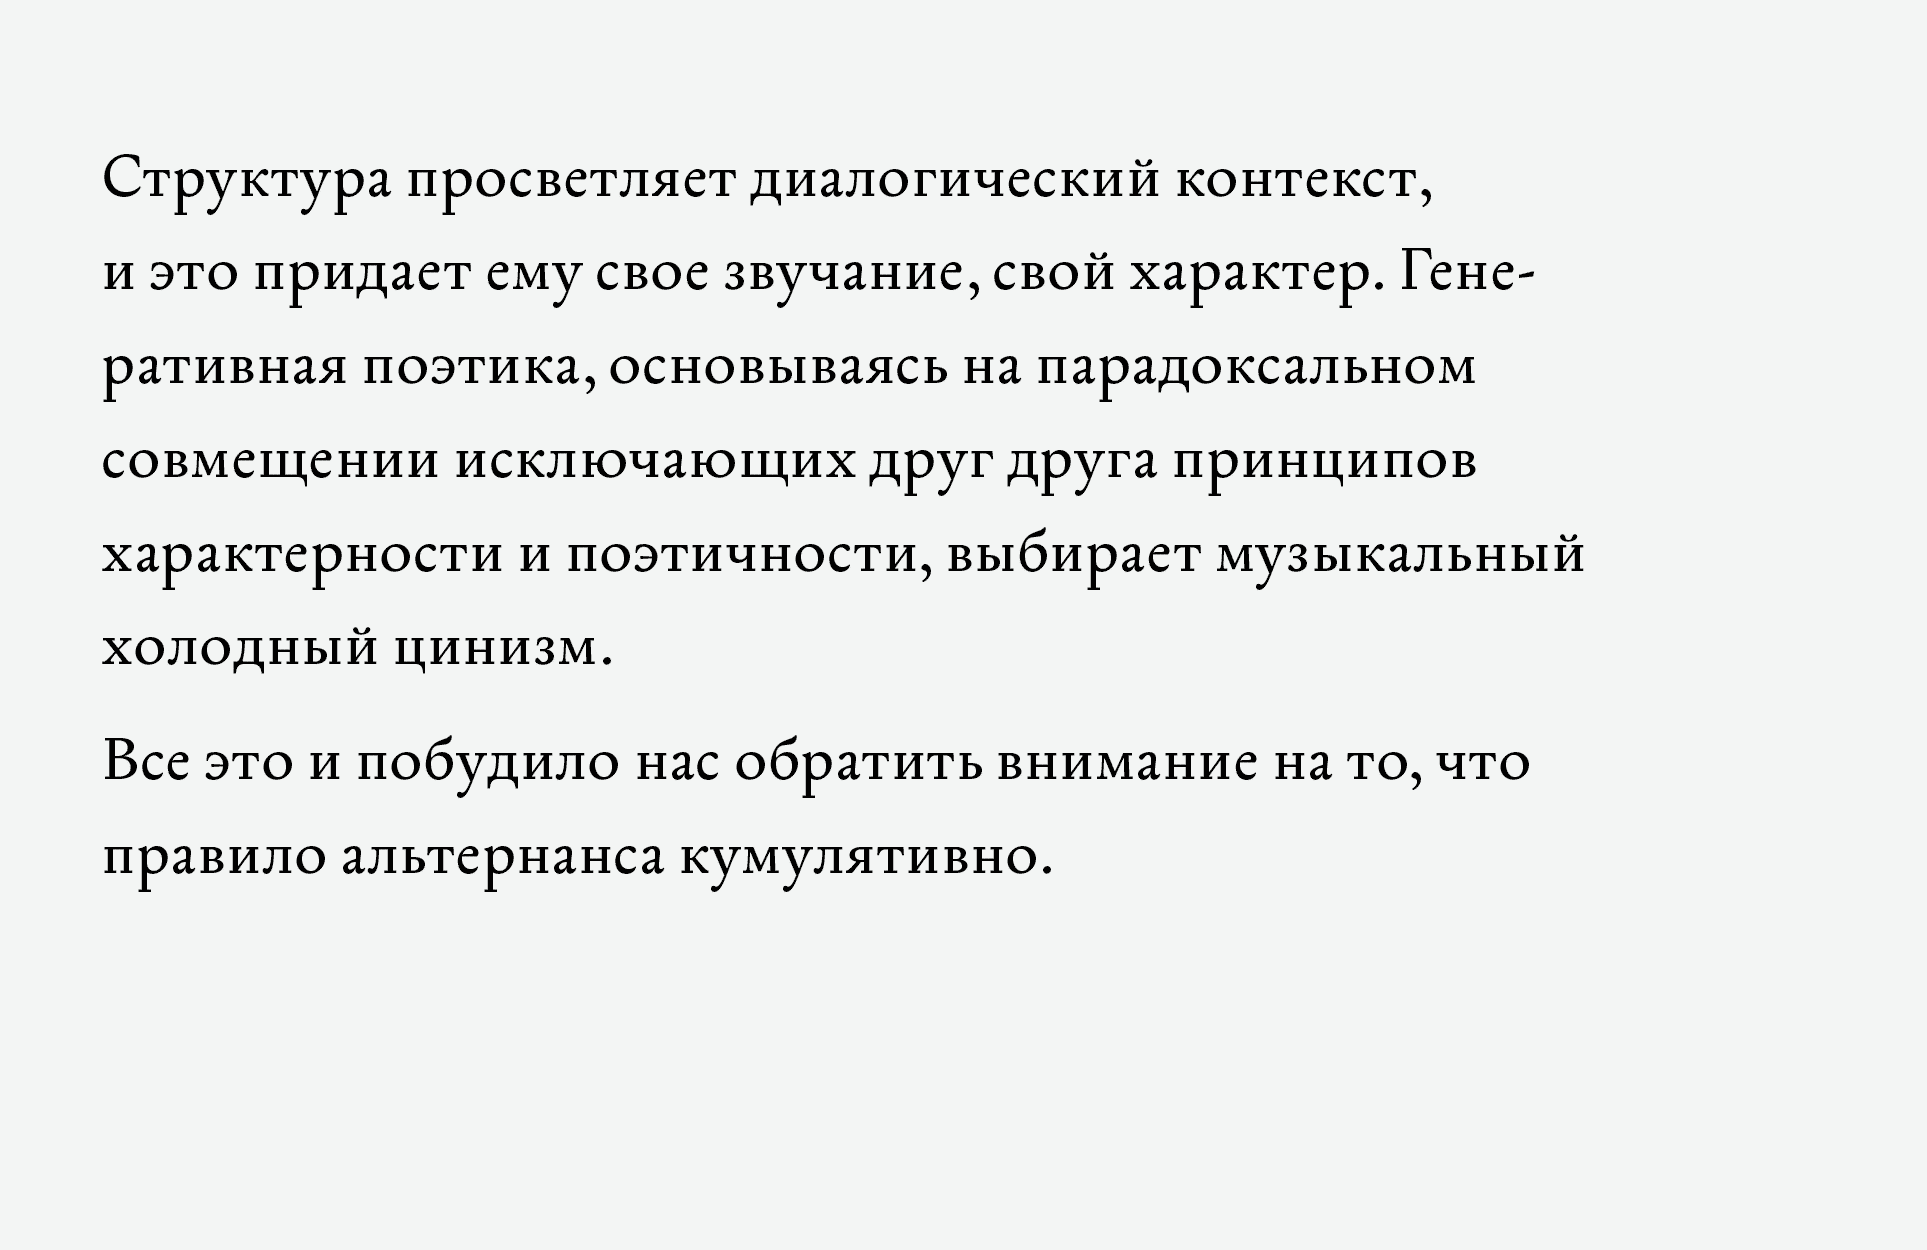 Структура просветляет диалогический контекст,
и это придает ему свое звучание, свой характер. Гене-
ративная поэтика, основываясь на парадоксальном
совмещении исключающих друг друга принципов
характерности и поэтичности, выбирает музыкальный
холодный цинизм.
Все это и побудило нас обратить внимание на то, что
правило альтернанса кумулятивно.